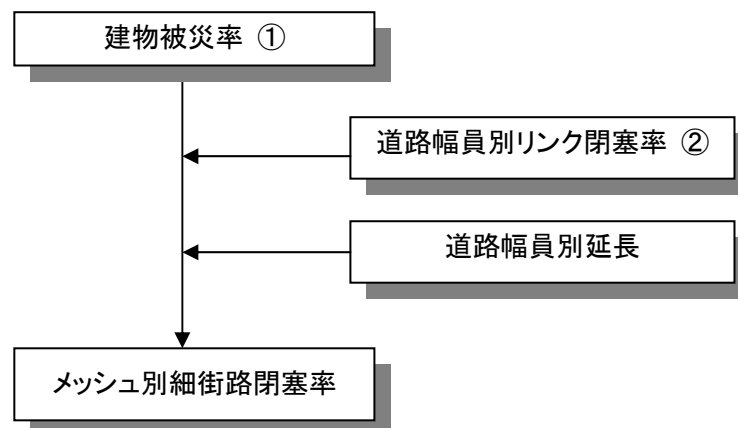 建物被災率 ①
道路幅員別リンク閉塞率 ②
道路幅員別延長
メッシュ別細街路閉塞率